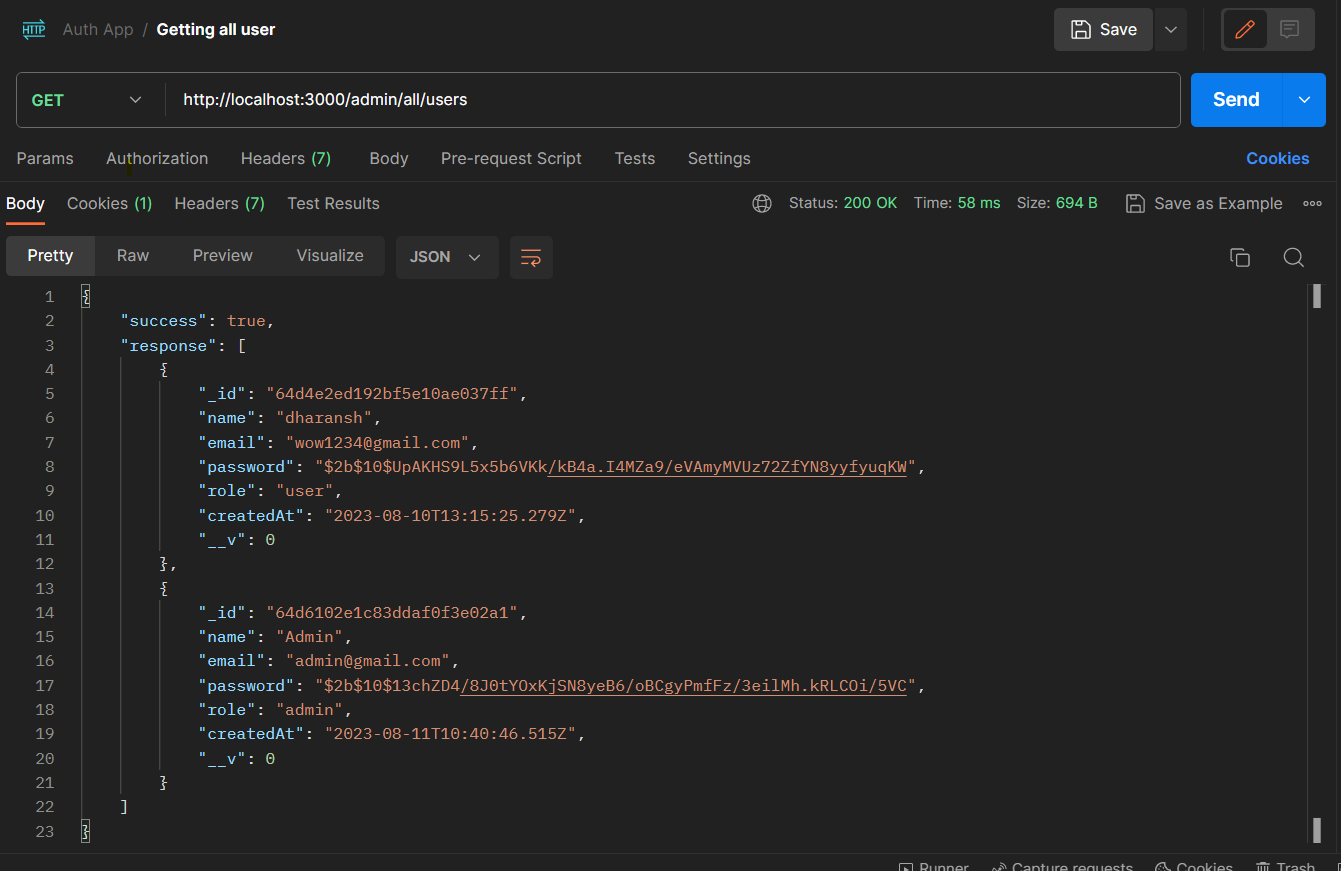 HTTP Auth App / Getting all user Save
GET http://localhost:3000/admin/all/users Send
Params Authorization Headers (7) Body Pre-request Script Tests Settings Cookies
Body Cookies (1) Headers (7) Test Results Status: 200 OK Time: 58 ms Size: 694 B Save as Example
Pretty Raw Preview Visualize JSON
1 {
2 "success": true,
3 "response": [
4 {
5 "_id": "64d4e2ed192bf5e10ae037ff",
6 "name": "dharansh",
7 "email": "wow1234@gmail.com",
8 "password": "$2b$10$UpAKHS9L5x5b6VKk/kB4a.I4MZa9/eVAmyMVUz72ZfYN8yyfyuqKW",
9 "role": "user",
10 "createdAt": "2023-08-10T13:15:25.279Z",
11 "__v": 0
12 },
13 {
14 "_id": "64d6102e1c83ddaf0f3e02a1",
15 "name": "Admin",
16 "email": "admin@gmail.com",
17 "password": "$2b$10$13chZD4/8J0tYOxKjSN8yeB6/oBCgyPmfFz/3eilMh.kRLCOi/5VC",
18 "role": "admin",
19 "createdAt": "2023-08-11T10:40:46.515Z",
20 "__v": 0
21 }
22 ]
23 }
Runner Capture requests Cookies Trash